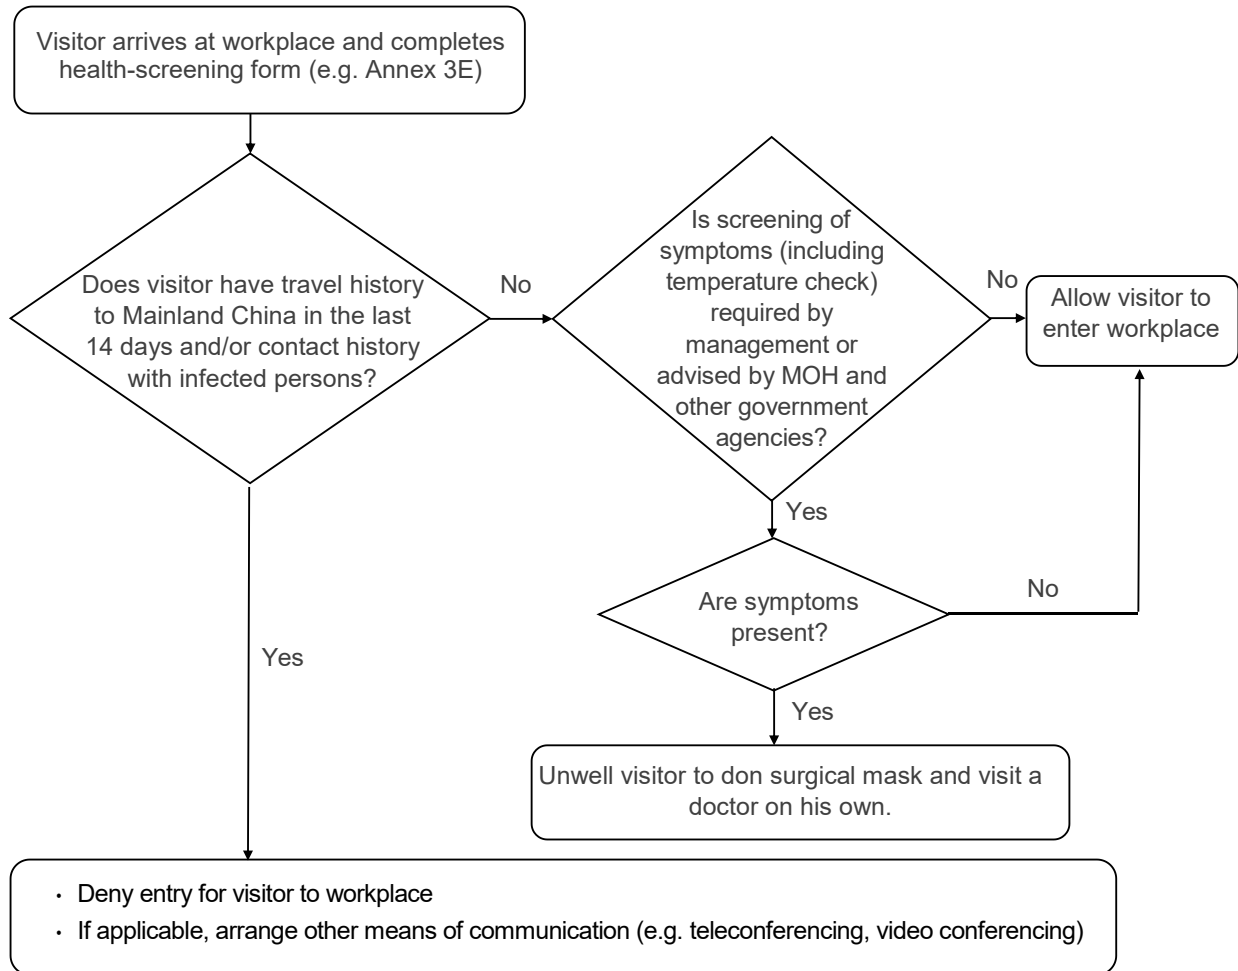 Visitor arrives at workplace and completes
health-screening form (e.g. Annex 3E)
Does visitor have travel history
to Mainland China in the last
14 days and/or contact history
with infected persons?
No
Is screening of
symptoms (including
temperature check)
required by
management or
advised by MOH and
other government
agencies?
No
Allow visitor to
enter workplace
Yes
Are symptoms
present?
No
Yes
Yes
Unwell visitor to don surgical mask and visit a
doctor on his own.
• Deny entry for visitor to workplace
• If applicable, arrange other means of communication (e.g. teleconferencing, video conferencing)